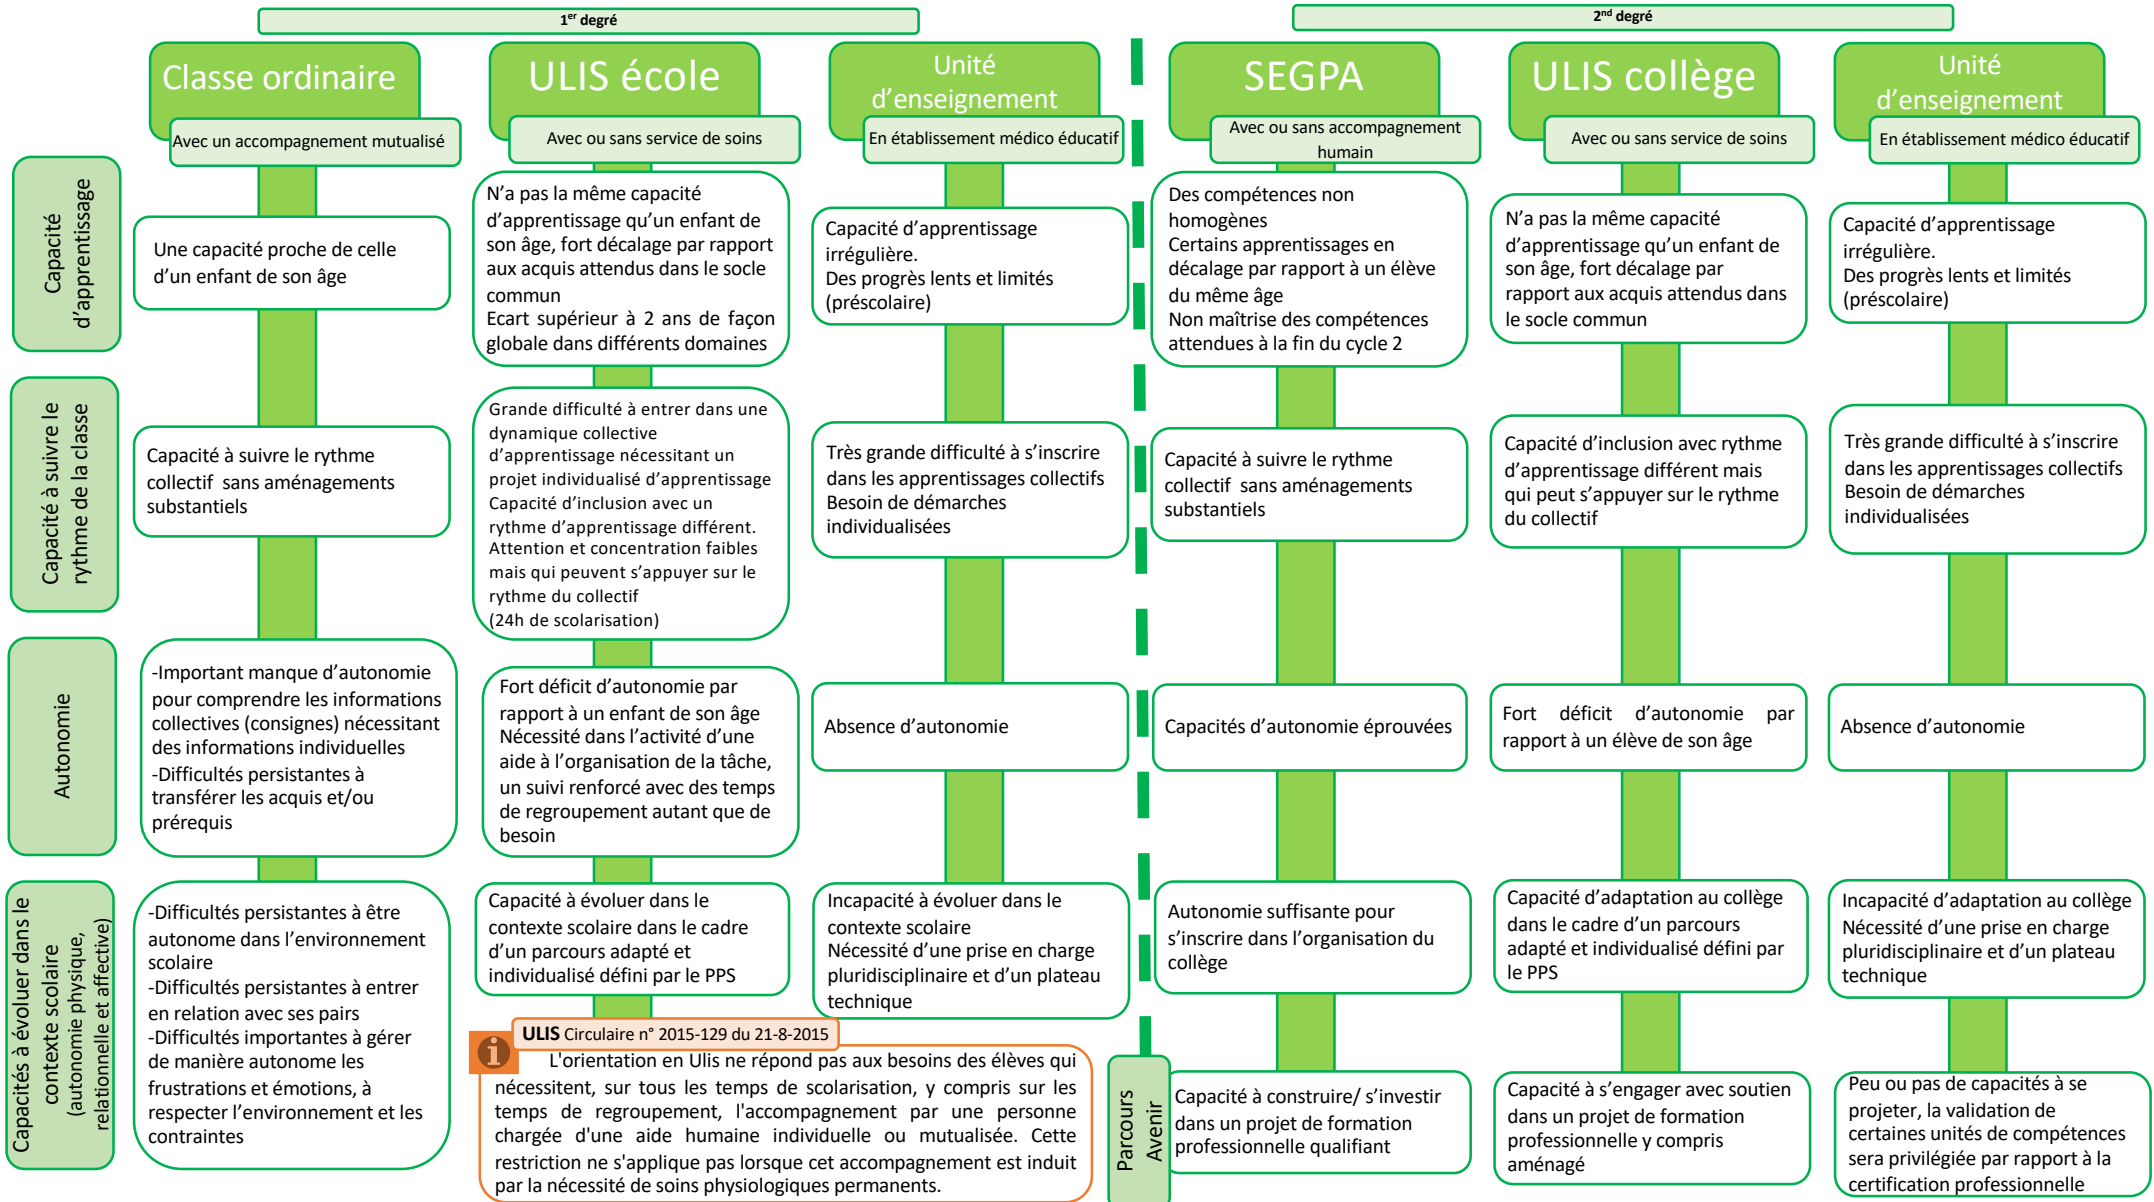 1er degré
2nd degré
Classe ordinaire
Avec un accompagnement mutualisé
ULIS école
Avec ou sans service de soins
Unité
d’enseignement
En établissement médico éducatif
SEGPA
Avec ou sans accompagnement
humain
ULIS collège
Avec ou sans service de soins
Unité
d’enseignement
En établissement médico éducatif
Capacité
d’apprentissage
Une capacité proche de celle
d’un enfant de son âge
N’a pas la même capacité
d’apprentissage qu’un enfant de
son âge, fort décalage par rapport
aux acquis attendus dans le socle
commun
Ecart supérieur à 2 ans de façon
globale dans différents domaines
Capacité d’apprentissage
irrégulière.
Des progrès lents et limités
(préscolaire)
Des compétences non
homogènes
Certains apprentissages en
décalage par rapport à un élève
du même âge
Non maîtrise des compétences
attendues à la fin du cycle 2
N’a pas la même capacité
d’apprentissage qu’un enfant de
son âge, fort décalage par
rapport aux acquis attendus dans
le socle commun
Capacité d’apprentissage
irrégulière.
Des progrès lents et limités
(préscolaire)
Capacité à suivre le
rythme de la classe
Capacité à suivre le rythme
collectif sans aménagements
substantiels
Grande difficulté à entrer dans une
dynamique collective
d’apprentissage nécessitant un
projet individualisé d’apprentissage
Capacité d’inclusion avec un
rythme d’apprentissage différent.
Attention et concentration faibles
mais qui peuvent s’appuyer sur le
rythme du collectif
(24h de scolarisation)
Très grande difficulté à s’inscrire
dans les apprentissages collectifs
Besoin de démarches
individualisées
Capacité à suivre le rythme
collectif sans aménagements
substantiels
Capacité d’inclusion avec rythme
d’apprentissage différent mais
qui peut s’appuyer sur le rythme
du collectif
Très grande difficulté à s’inscrire
dans les apprentissages collectifs
Besoin de démarches
individualisées
Autonomie
-Important manque d’autonomie
pour comprendre les informations
collectives (consignes) nécessitant
des informations individuelles
-Difficultés persistantes à
transférer les acquis et/ou
prérequis
Fort déficit d’autonomie par
rapport à un enfant de son âge
Nécessité dans l’activité d’une
aide à l’organisation de la tâche,
un suivi renforcé avec des temps
de regroupement autant que de
besoin
Absence d’autonomie
Capacités d’autonomie éprouvées
Fort déficit d’autonomie par
rapport à un élève de son âge
Absence d’autonomie
Capacités à évoluer dans le
contexte scolaire
(autonomie physique,
relationnelle et affective)
-Difficultés persistantes à être
autonome dans l’environnement
scolaire
-Difficultés persistantes à entrer
en relation avec ses pairs
-Difficultés importantes à gérer
de manière autonome les
frustrations et émotions, à
respecter l’environnement et les
contraintes
Capacité à évoluer dans le
contexte scolaire dans le cadre
d’un parcours adapté et
individualisé défini par le PPS
Incapacité à évoluer dans le
contexte scolaire
Nécessité d’une prise en charge
pluridisciplinaire et d’un plateau
technique
Autonomie suffisante pour
s’inscrire dans l’organisation du
collège
Capacité d’adaptation au collège
dans le cadre d’un parcours
adapté et individualisé défini par
le PPS
Incapacité d’adaptation au collège
Nécessité d’une prise en charge
pluridisciplinaire et d’un plateau
technique
i
ULIS Circulaire n° 2015-129 du 21-8-2015
L'orientation en Ulis ne répond pas aux besoins des élèves qui
nécessitent, sur tous les temps de scolarisation, y compris sur les
temps de regroupement, l'accompagnement par une personne
chargée d'une aide humaine individuelle ou mutualisée. Cette
restriction ne s'applique pas lorsque cet accompagnement est induit
par la nécessité de soins physiologiques permanents.
Parcours
Avenir
Capacité à construire/ s’investir
dans un projet de formation
professionnelle qualifiant
Capacité à s’engager avec soutien
dans un projet de formation
professionnelle y compris
aménagé
Peu ou pas de capacités à se
projeter, la validation de
certaines unités de compétences
sera privilégiée par rapport à la
certification professionnelle